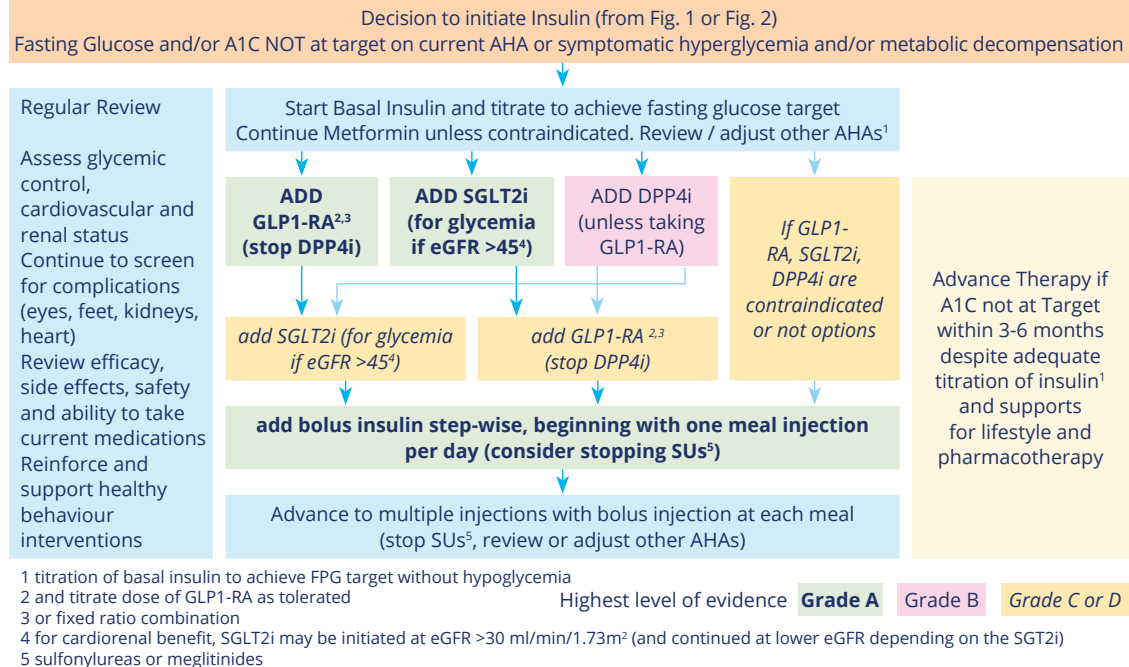 Decision to initiate Insulin (from Fig. 1 or Fig. 2)
Fasting Glucose and/or A1C NOT at target on current AHA or symptomatic hyperglycemia and/or metabolic decompensation
Regular Review
Assess glycemic
control,
cardiovascular and
renal status
Continue to screen
for complications
(eyes, feet, kidneys,
heart)
Review efficacy,
side effects, safety
and ability to take
current medications
Reinforce and
support healthy
behaviour
interventions
Start Basal Insulin and titrate to achieve fasting glucose target
Continue Metformin unless contraindicated. Review / adjust other AHAs¹
ADD
GLP1-RA²,³
(stop DPP4i)
ADD SGLT2i
(for glycemia
if eGFR >45⁴)
ADD DPP4i
(unless taking
GLP1-RA)
If GLP1-
RA, SGLT2i,
DPP4i are
contraindicated
or not options
add SGLT2i (for glycemia
if eGFR >45⁴)
add GLP1-RA ²,³
(stop DPP4i)
add bolus insulin step-wise, beginning with one meal injection
per day (consider stopping SUs⁵)
Advance to multiple injections with bolus injection at each meal
(stop SUs⁵, review or adjust other AHAs)
Advance Therapy if
A1C not at Target
within 3-6 months
despite adequate
titration of insulin¹
and supports
for lifestyle and
pharmacotherapy
1 titration of basal insulin to achieve FPG target without hypoglycemia
2 and titrate dose of GLP1-RA as tolerated
3 or fixed ratio combination
Highest level of evidence Grade A Grade B Grade C or D
4 for cardiorenal benefit, SGLT2i may be initiated at eGFR >30 ml/min/1.73m² (and continued at lower eGFR depending on the SGT2i)
5 sulfonylureas or meglitinides